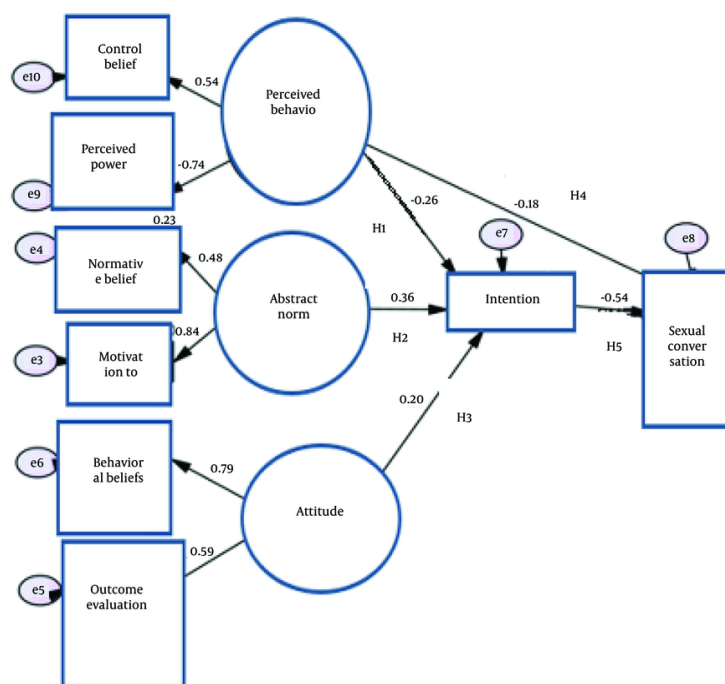 Control
belief
e10
0.54
Perceived
behavio
Perceived
power
-0.74
e9
H4
-0.18
-0.26
0.23
H1
e4
e7
e8
0.48
Normativ
e belief
Abstract
norm
0.36
Intention
-0.54
H2
H5
Sexual
conver
sation
0.84
e3
Motivat
ion to
0.20
H3
e6
Behavior
al beliefs
0.79
Attitude
0.59
e5
Outcome
evaluation